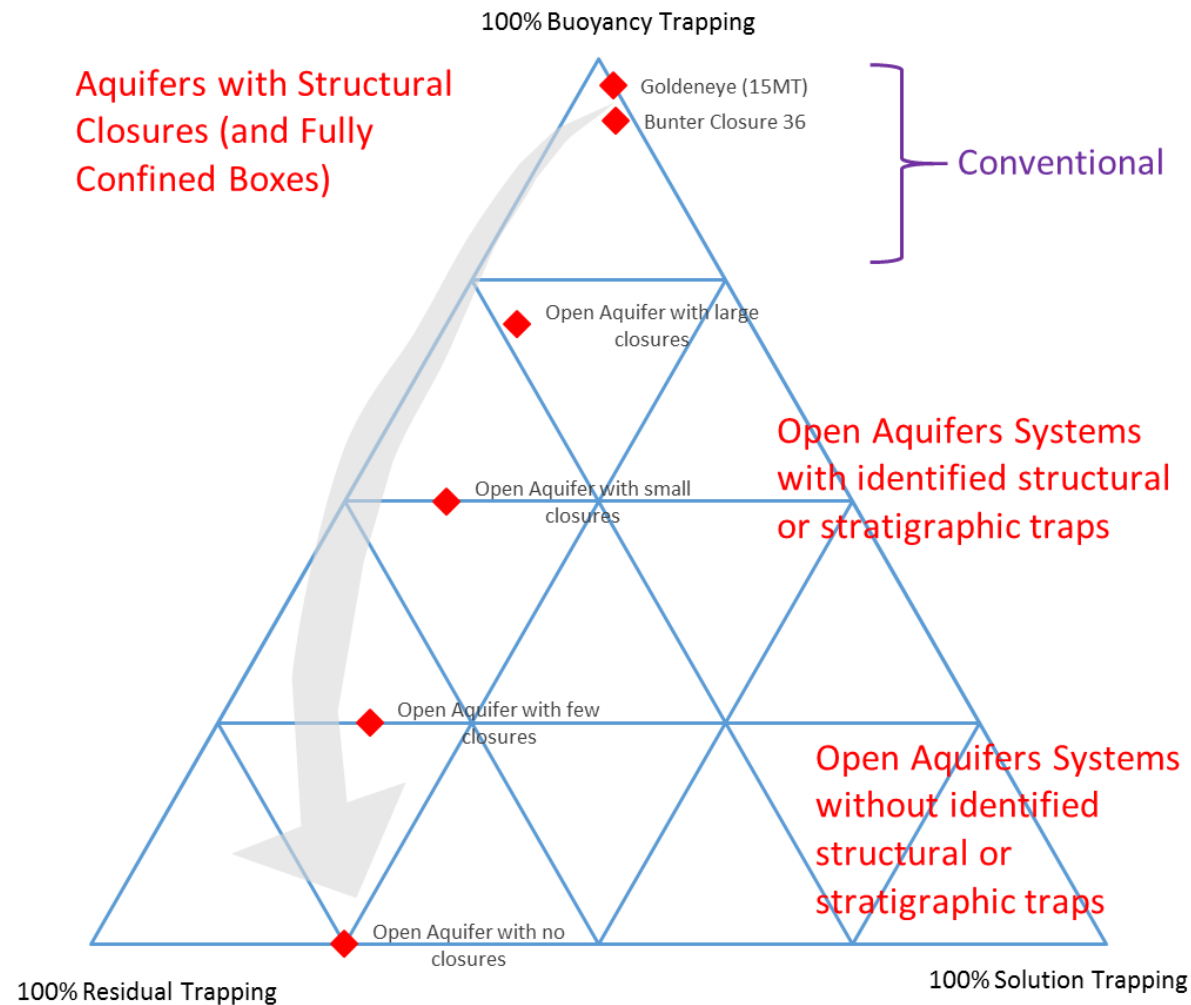 100% Buoyancy Trapping
Aquifers with Structural
Closures (and Fully
Confined Boxes)
Goldeneye (15MT)
Bunter Closure 36
Conventional
Open Aquifer with large
closures
Open Aquifers Systems
with identified structural
or stratigraphic traps
Open Aquifer with small
closures
Open Aquifer with few
closures
Open Aquifers Systems
without identified
structural or
stratigraphic traps
Open Aquifer with no
closures
100% Residual Trapping
100% Solution Trapping